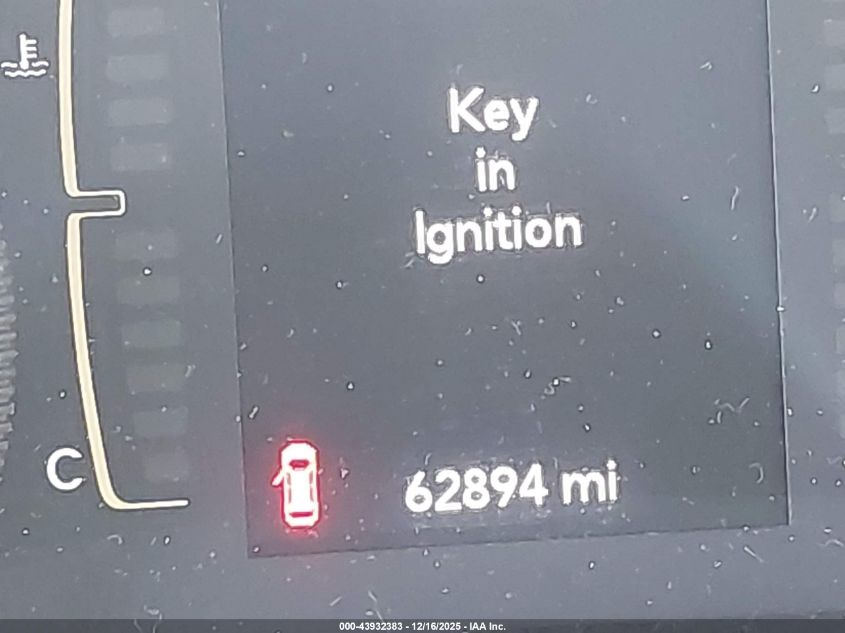 Key
in
Ignition
C
62894 mi
000-43932383 - 12/16/2025 - IAA Inc.